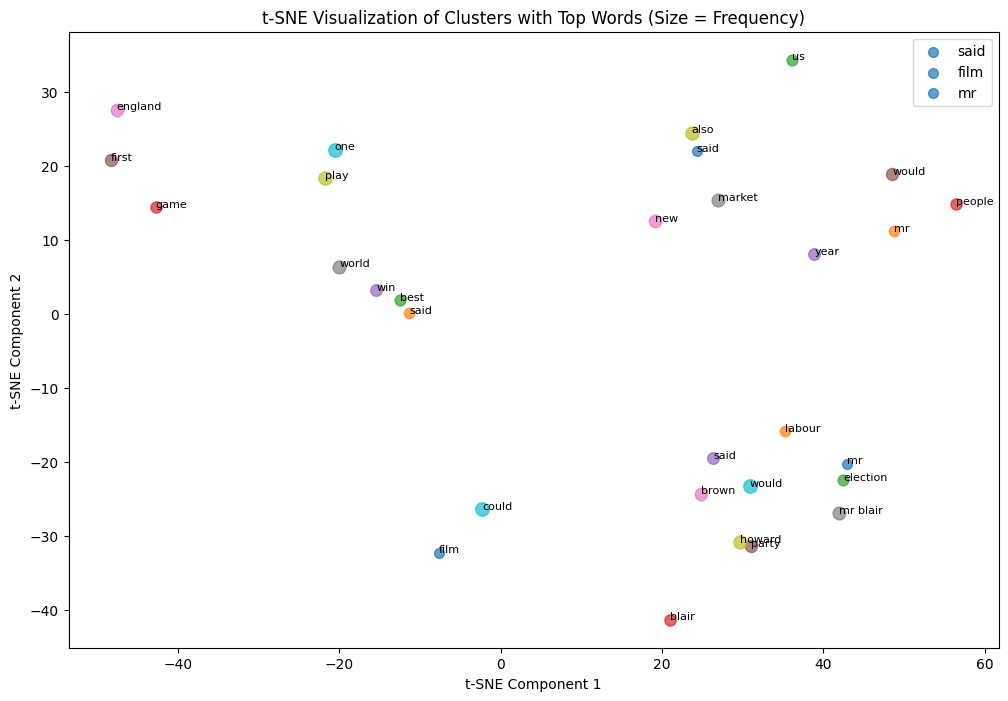 t-SNE Visualization of Clusters with Top Words (Size = Frequency)
said
film
mr
us
england
also
one
said
first
would
play
market
people
game
new
mr
year
world
win
best
said
labour
said
mr
election
would
brown
mr blair
could
howard
party
film
blair
30
20
10
0
−10
−20
−30
−40
t-SNE Component 2
−40
−20
0
20
40
60
t-SNE Component 1